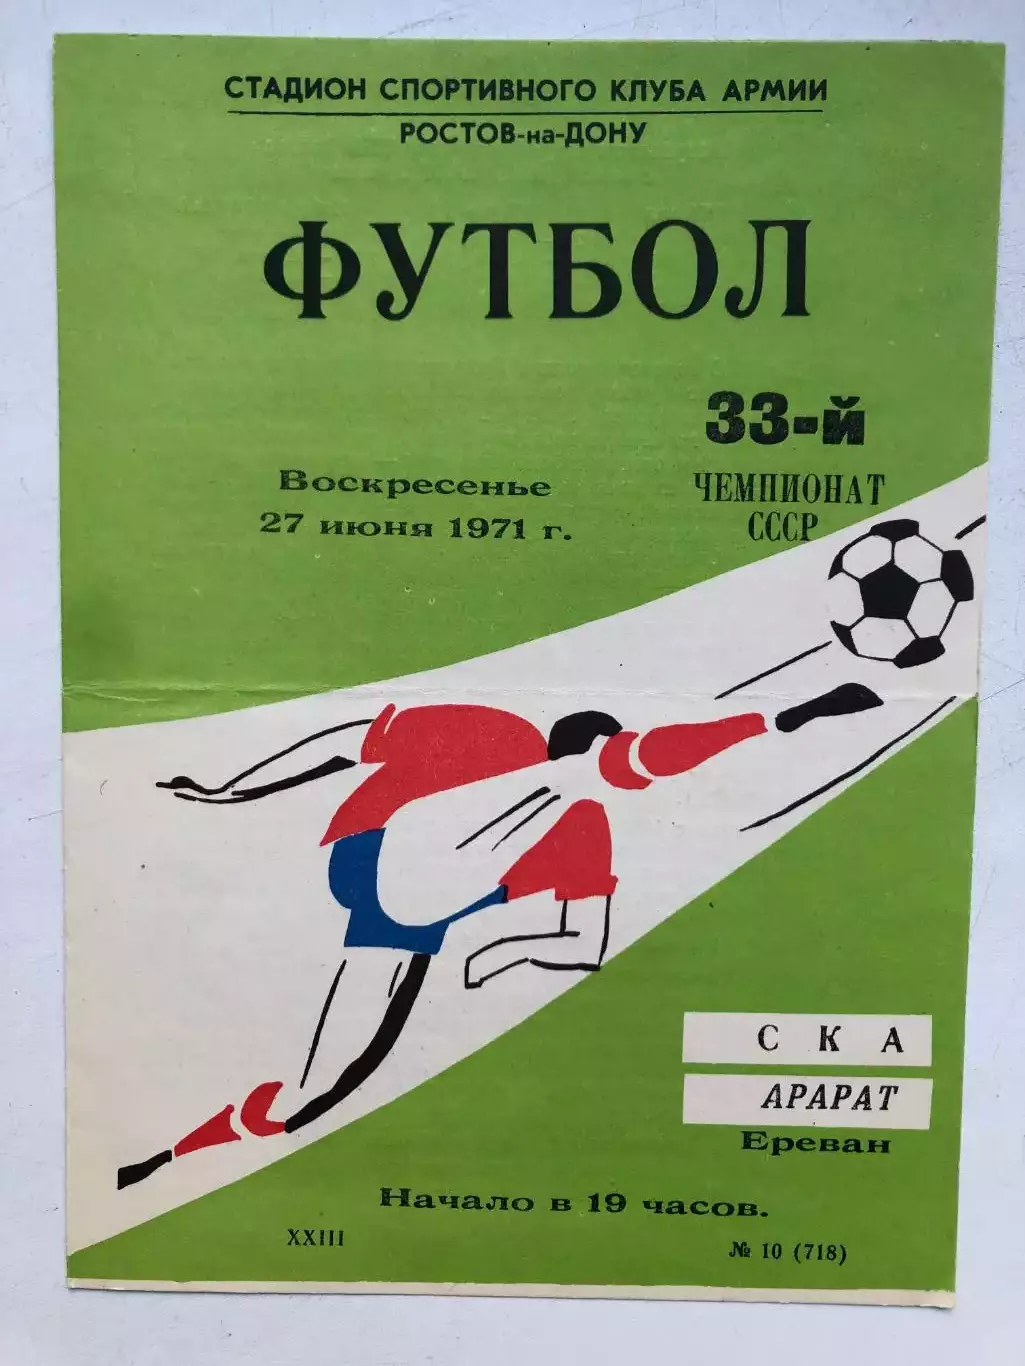 СТАДИОН СПОРТИВНОГО КЛУБА АРМИИ
РОСТОВ-на-ДОНУ
ФУТБОЛ
33-й
ЧЕМПИОНАТ
СССР
Воскресенье
27 июня 1971 г.
СКА
АРАРАТ
Ереван
Начало в 19 часов.
XXIII
№ 10 (718)